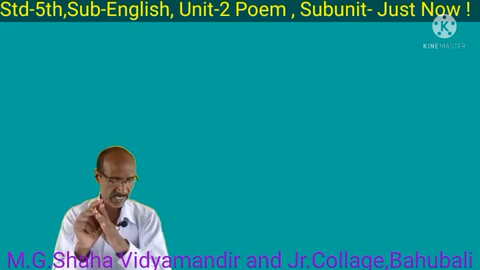 Std-5th,Sub-English, Unit-2 Poem , Subunit- Just Now !
KINEMASTER
M.G.Shaha Vidyamandir and Jr.Collage,Bahubali